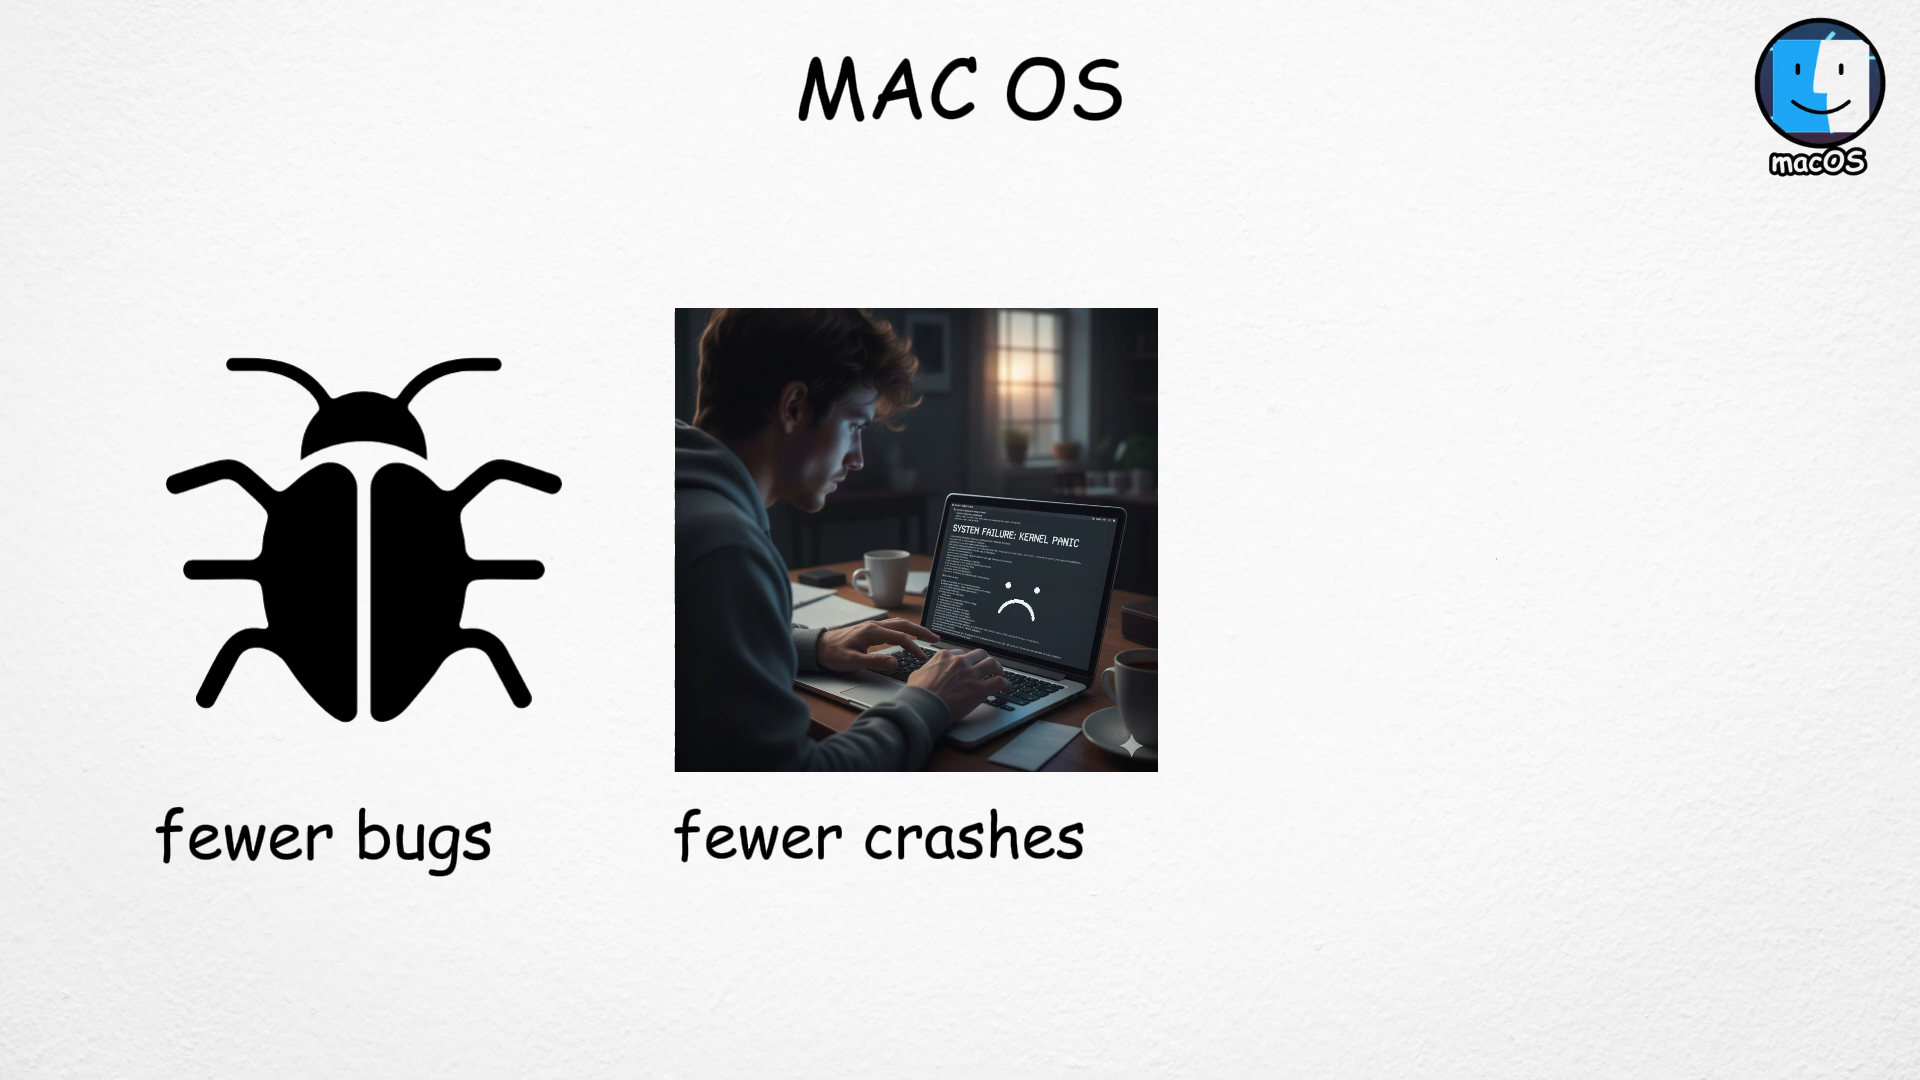 MAC OS
macOS
SYSTEM FAILURE: KERNEL PANIC
fewer bugs
fewer crashes